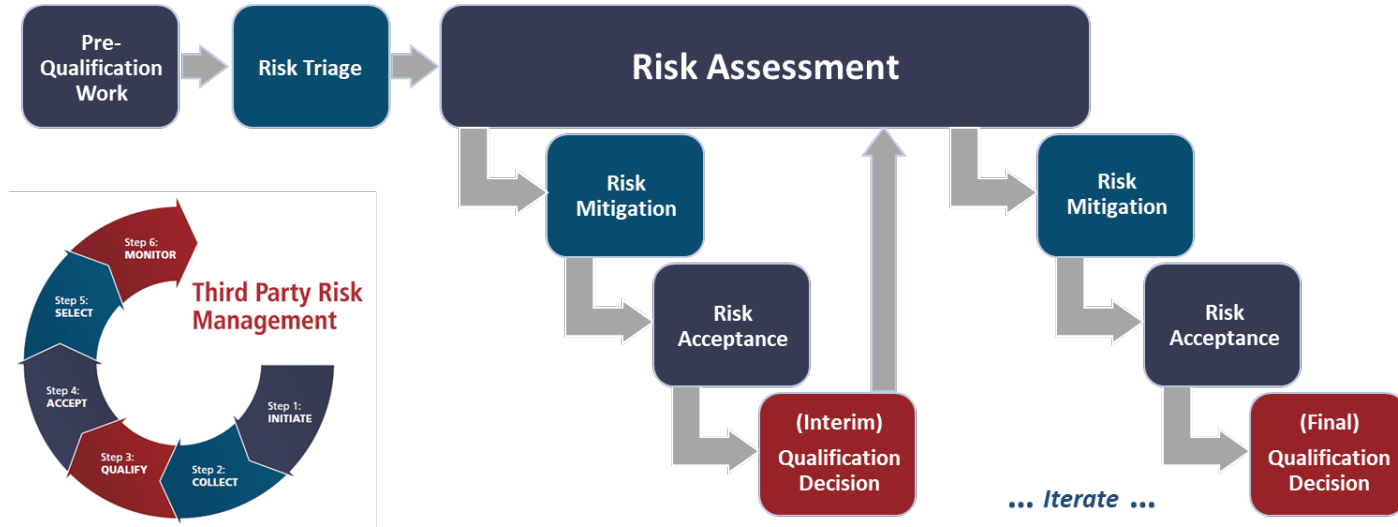 Pre-
Qualification
Work
Risk Triage
Risk Assessment
Risk
Mitigation
Risk
Acceptance
(Interim)
Qualification
Decision
Risk
Mitigation
Risk
Acceptance
(Final)
Qualification
Decision
... Iterate ...
Third Party Risk
Management
Step 1:
INITIATE
Step 2:
COLLECT
Step 3:
QUALIFY
Step 4:
ACCEPT
Step 5:
SELECT
Step 6:
MONITOR